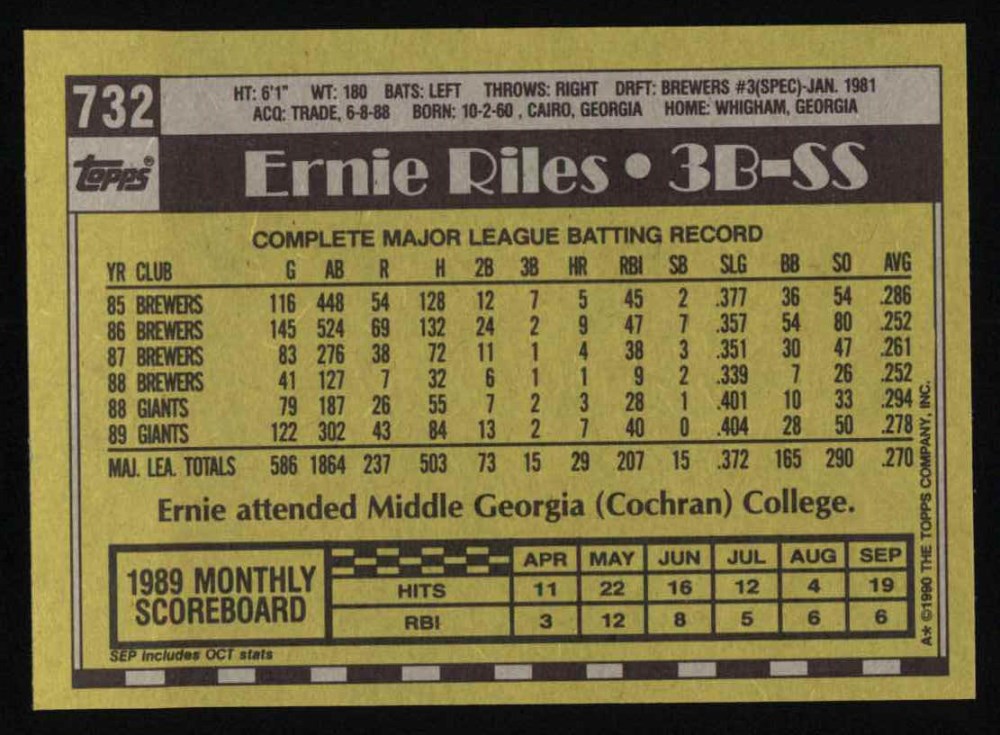 732
HT: 6'1" WT: 180 BATS: LEFT THROWS: RIGHT DRFT: BREWERS #3(SPEC)-JAN. 1981
ACQ: TRADE, 6-8-88 BORN: 10-2-60 , CAIRO, GEORGIA HOME: WHIGHAM, GEORGIA
TOPPS®
Ernie Riles • 3B-SS
COMPLETE MAJOR LEAGUE BATTING RECORD
YR CLUB G AB R H 2B 3B HR RBI SB SLG BB SO AVG
85 BREWERS 116 448 54 128 12 7 5 45 2 .377 36 54 .286
86 BREWERS 145 524 69 132 24 2 9 47 7 .357 54 80 .252
87 BREWERS 83 276 38 72 11 1 4 38 3 .351 30 47 .261
88 BREWERS 41 127 7 32 6 1 1 9 2 .339 7 26 .252
88 GIANTS 79 187 26 55 7 2 3 28 1 .401 10 33 .294
89 GIANTS 122 302 43 84 13 2 7 40 0 .404 28 50 .278
MAJ. LEA. TOTALS 586 1864 237 503 73 15 29 207 15 .372 165 290 .270
Ernie attended Middle Georgia (Cochran) College.
1989 MONTHLY
SCOREBOARD
APR MAY JUN JUL AUG SEP
HITS 11 22 16 12 4 19
RBI 3 12 8 5 6 6
SEP includes OCT stats
A* ©1990 THE TOPPS COMPANY, INC.